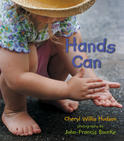 Hands
Can
Cheryl Willis Hudson
photographs by
John-Francis Bourke